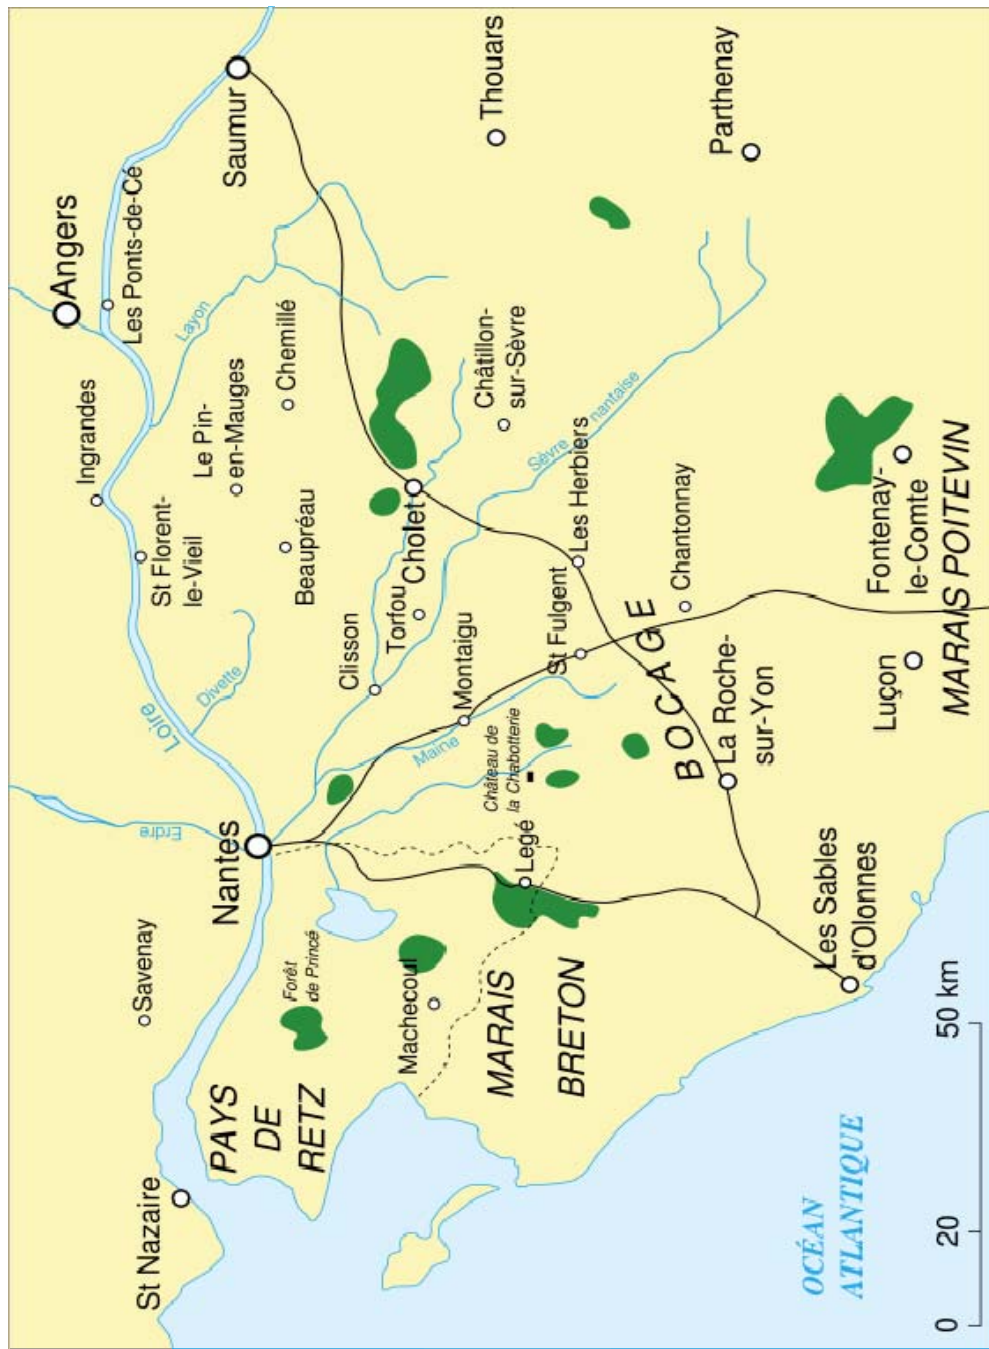 Angers
Les Ponts-de-Cé
Saumur
Ingrandes
Layon
St Florent-
le-Vieil
Le Pin-
en-Mauges
Chemillé
Beaupréau
Loire
Divette
Erdre
Savenay
Nantes
St Nazaire
PAYS
DE
RETZ
Forêt
de Princé
Clisson
Torfou
Cholet
Châtillon-
sur-Sèvre
Thouars
Parthenay
Sèvre
nantaise
Montaigu
Maine
Machecoul
Château de
la Chabotterie
Legé
MARAIS
BRETON
St Fulgent
Les Herbiers
BOCAGE
Chantonnay
La Roche-
sur-Yon
Fontenay-
le-Comte
Luçon
MARAIS POITEVIN
Les Sables
d'Olonnes
OCÉAN
ATLANTIQUE
0 20 50 km